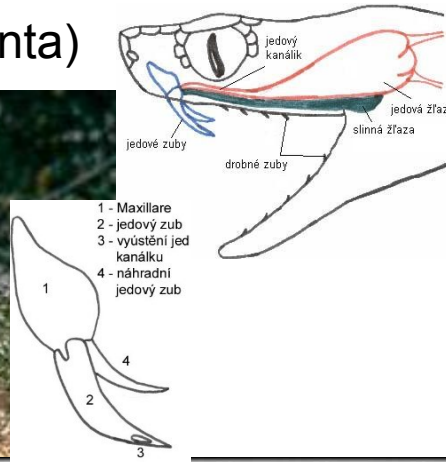 nta)
jedový
kanálik
jedová žľaz
slinná žľaza
jedové zuby
drobné zuby
1 - Maxillare
2 - jedový zub
3 - vyústění jed
kanálku
4 - náhradní
jedový zub
1
4
2
3